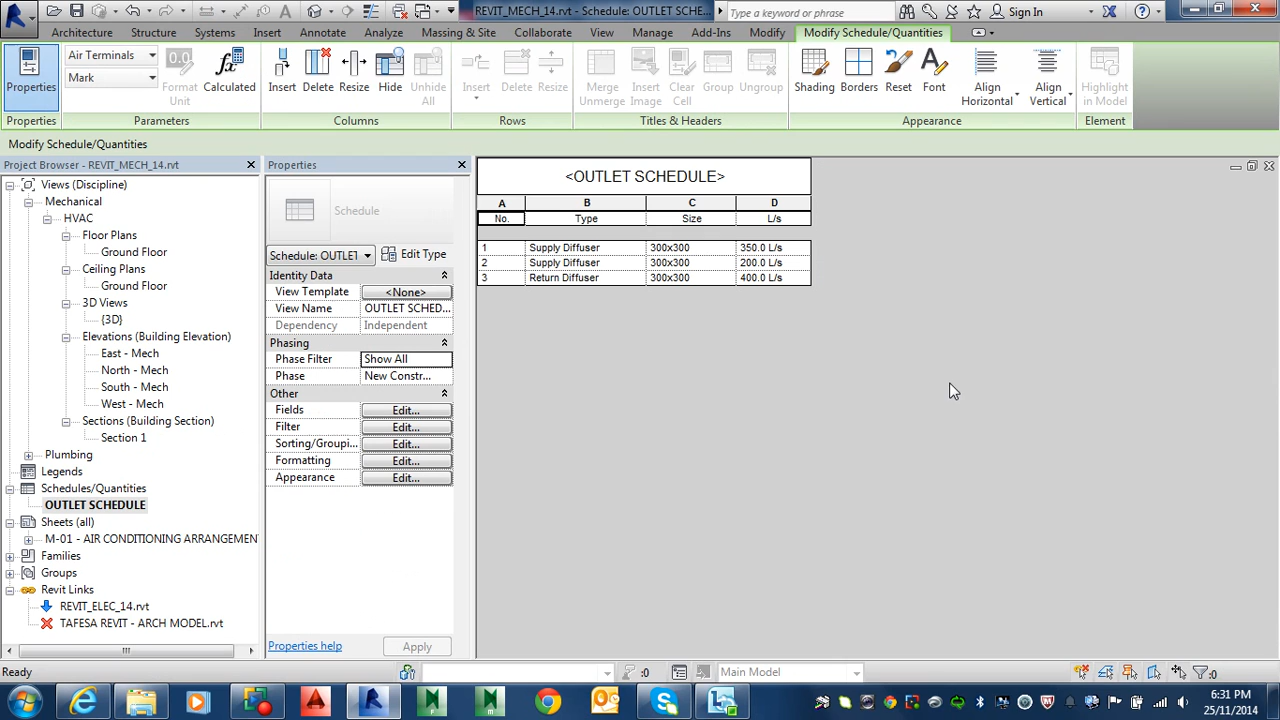 REVIT_MECH_14.rvt - Schedule: OUTLET SCHE...
Type a keyword or phrase
Sign In
Architecture Structure Systems Insert Annotate Analyze Massing & Site Collaborate View Manage Add-Ins Modify Modify Schedule/Quantities
Properties
Air Terminals
Mark
0.0
Format
Unit
Calculated
Insert Delete Resize Hide Unhide
All
Insert Delete Resize
Merge
Unmerge
Insert
Image
Clear
Cell
Group Ungroup
Shading Borders Reset Font
Align
Horizontal
Align
Vertical
Highlight
in Model
Properties Parameters Columns Rows Titles & Headers Appearance Element
Modify Schedule/Quantities
Project Browser - REVIT_MECH_14.rvt
Views (Discipline)
Mechanical
HVAC
Floor Plans
Ground Floor
Ceiling Plans
Ground Floor
3D Views
{3D}
Elevations (Building Elevation)
East - Mech
North - Mech
South - Mech
West - Mech
Sections (Building Section)
Section 1
Plumbing
Legends
Schedules/Quantities
OUTLET SCHEDULE
Sheets (all)
M-01 - AIR CONDITIONING ARRANGEMEN
Families
Groups
Revit Links
REVIT_ELEC_14.rvt
TAFESA REVIT - ARCH MODEL.rvt
Properties
Schedule
Schedule: OUTLET
Edit Type
Identity Data
View Template <None>
View Name OUTLET SCHED...
Dependency Independent
Phasing
Phase Filter Show All
Phase New Constr...
Other
Fields Edit...
Filter Edit...
Sorting/Groupi... Edit...
Formatting Edit...
Appearance Edit...
Properties help
Apply
<OUTLET SCHEDULE>
A B C D
No. Type Size L/s
1 Supply Diffuser 300x300 350.0 L/s
2 Supply Diffuser 300x300 200.0 L/s
3 Return Diffuser 300x300 400.0 L/s
Ready
:0
Main Model
:0
6:31 PM
25/11/2014